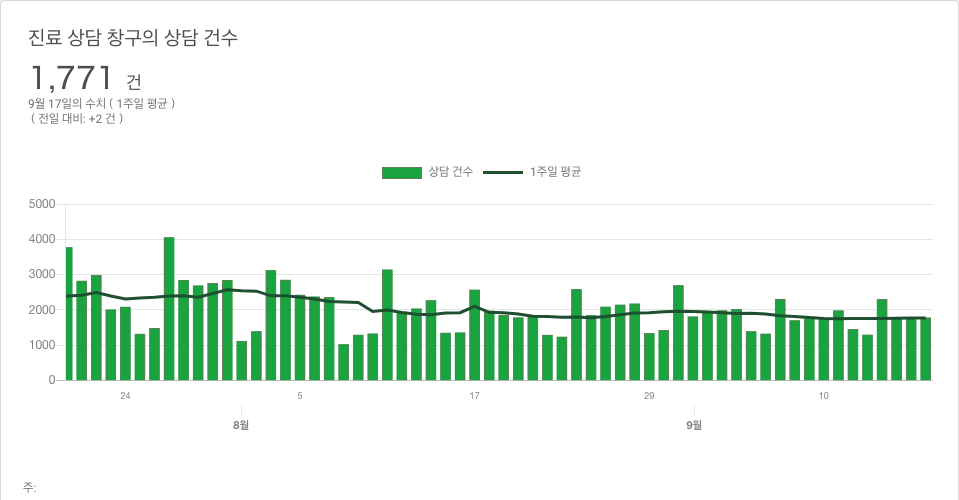 진료 상담 창구의 상담 건수
1,771 건
9월 17일의 수치 ( 1주일 평균 )
( 전일 대비: +2 건 )
상담 건수 1주일 평균
5000
4000
3000
2000
1000
0
24 5 17 29 10
8월 9월
주: